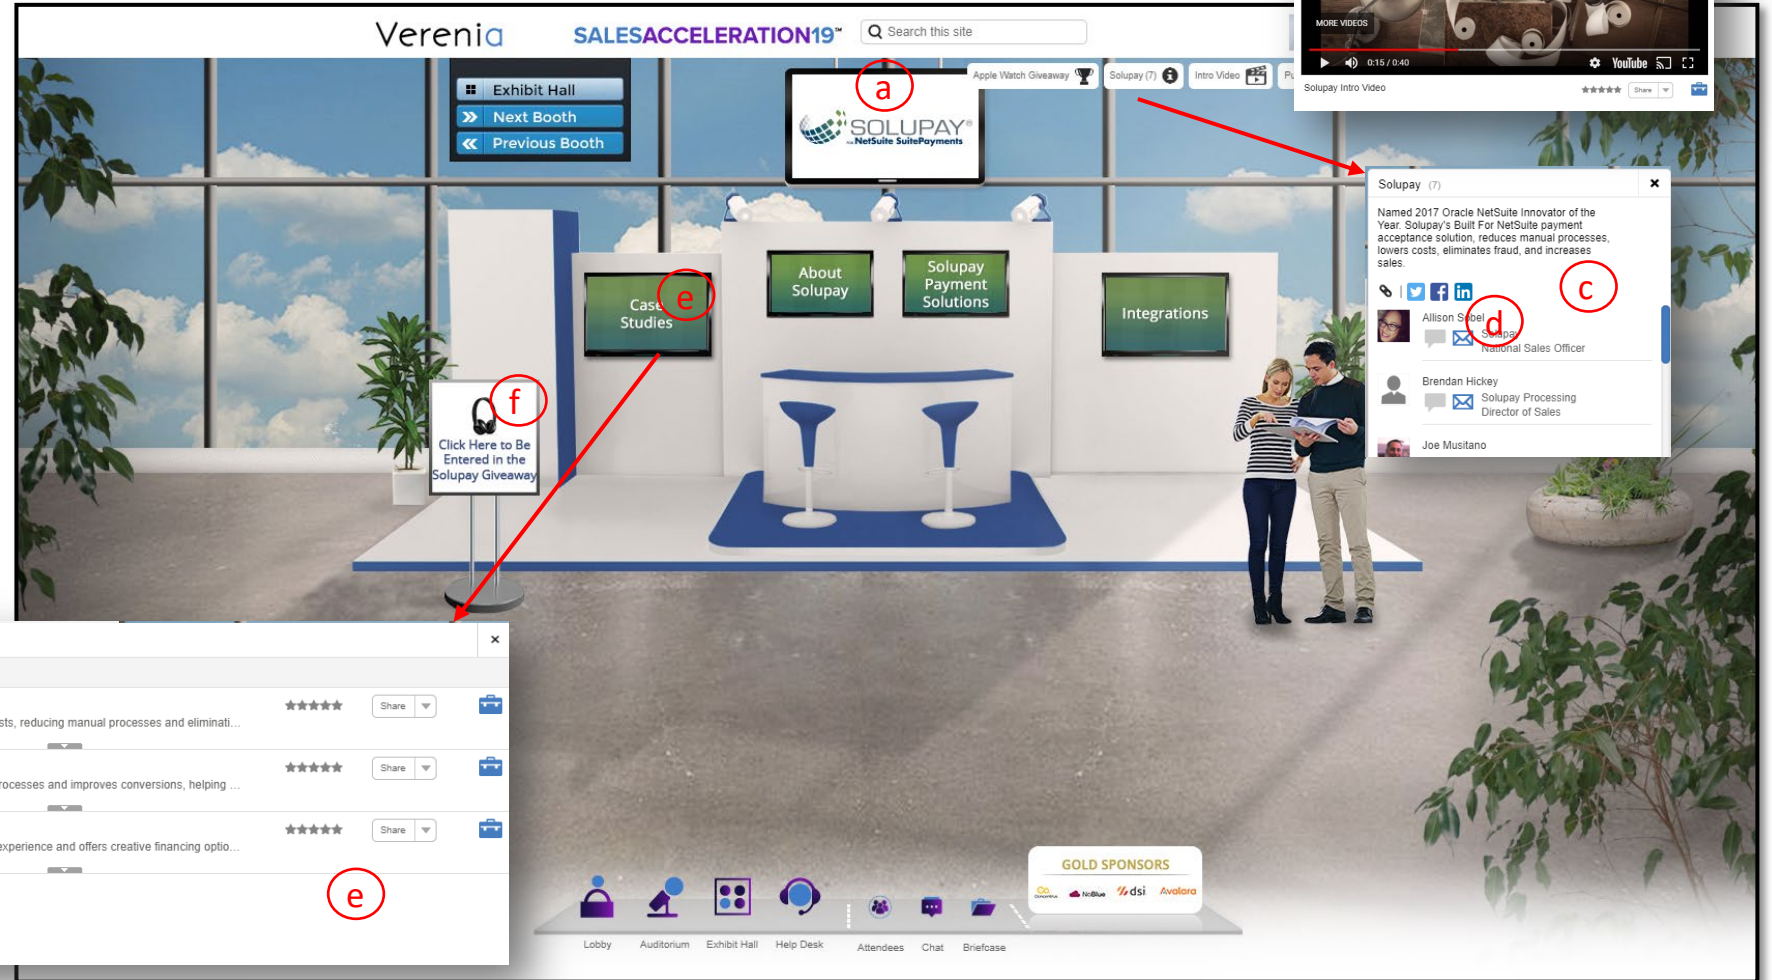 Verenia
SALESACCELERATION19™
Search this site
MORE VIDEOS
0:15 / 0:40
YouTube
Solupay Intro Video
Share
Apple Watch Giveaway
Solupay (7)
Intro Video
a
Exhibit Hall
Next Booth
Previous Booth
SOLUPAY®
NetSuite SuitePayments
Solupay (7)
Named 2017 Oracle NetSuite Innovator of the
Year. Solupay's Built For NetSuite payment
acceptance solution, reduces manual processes,
lowers costs, eliminates fraud, and increases
sales.
c
Allison Sobel
d
Solupay
National Sales Officer
Brendan Hickey
Solupay Processing
Director of Sales
Joe Musitano
Case
Studies
e
About
Solupay
Solupay
Payment
Solutions
Integrations
f
Click Here to Be
Entered in the
Solupay Giveaway
Share
sts, reducing manual processes and eliminati...
Share
rocesses and improves conversions, helping ...
Share
experience and offers creative financing optio...
e
Lobby
Auditorium
Exhibit Hall
Help Desk
Attendees
Chat
Briefcase
GOLD SPONSORS
NoBlue
dsi
Avalara